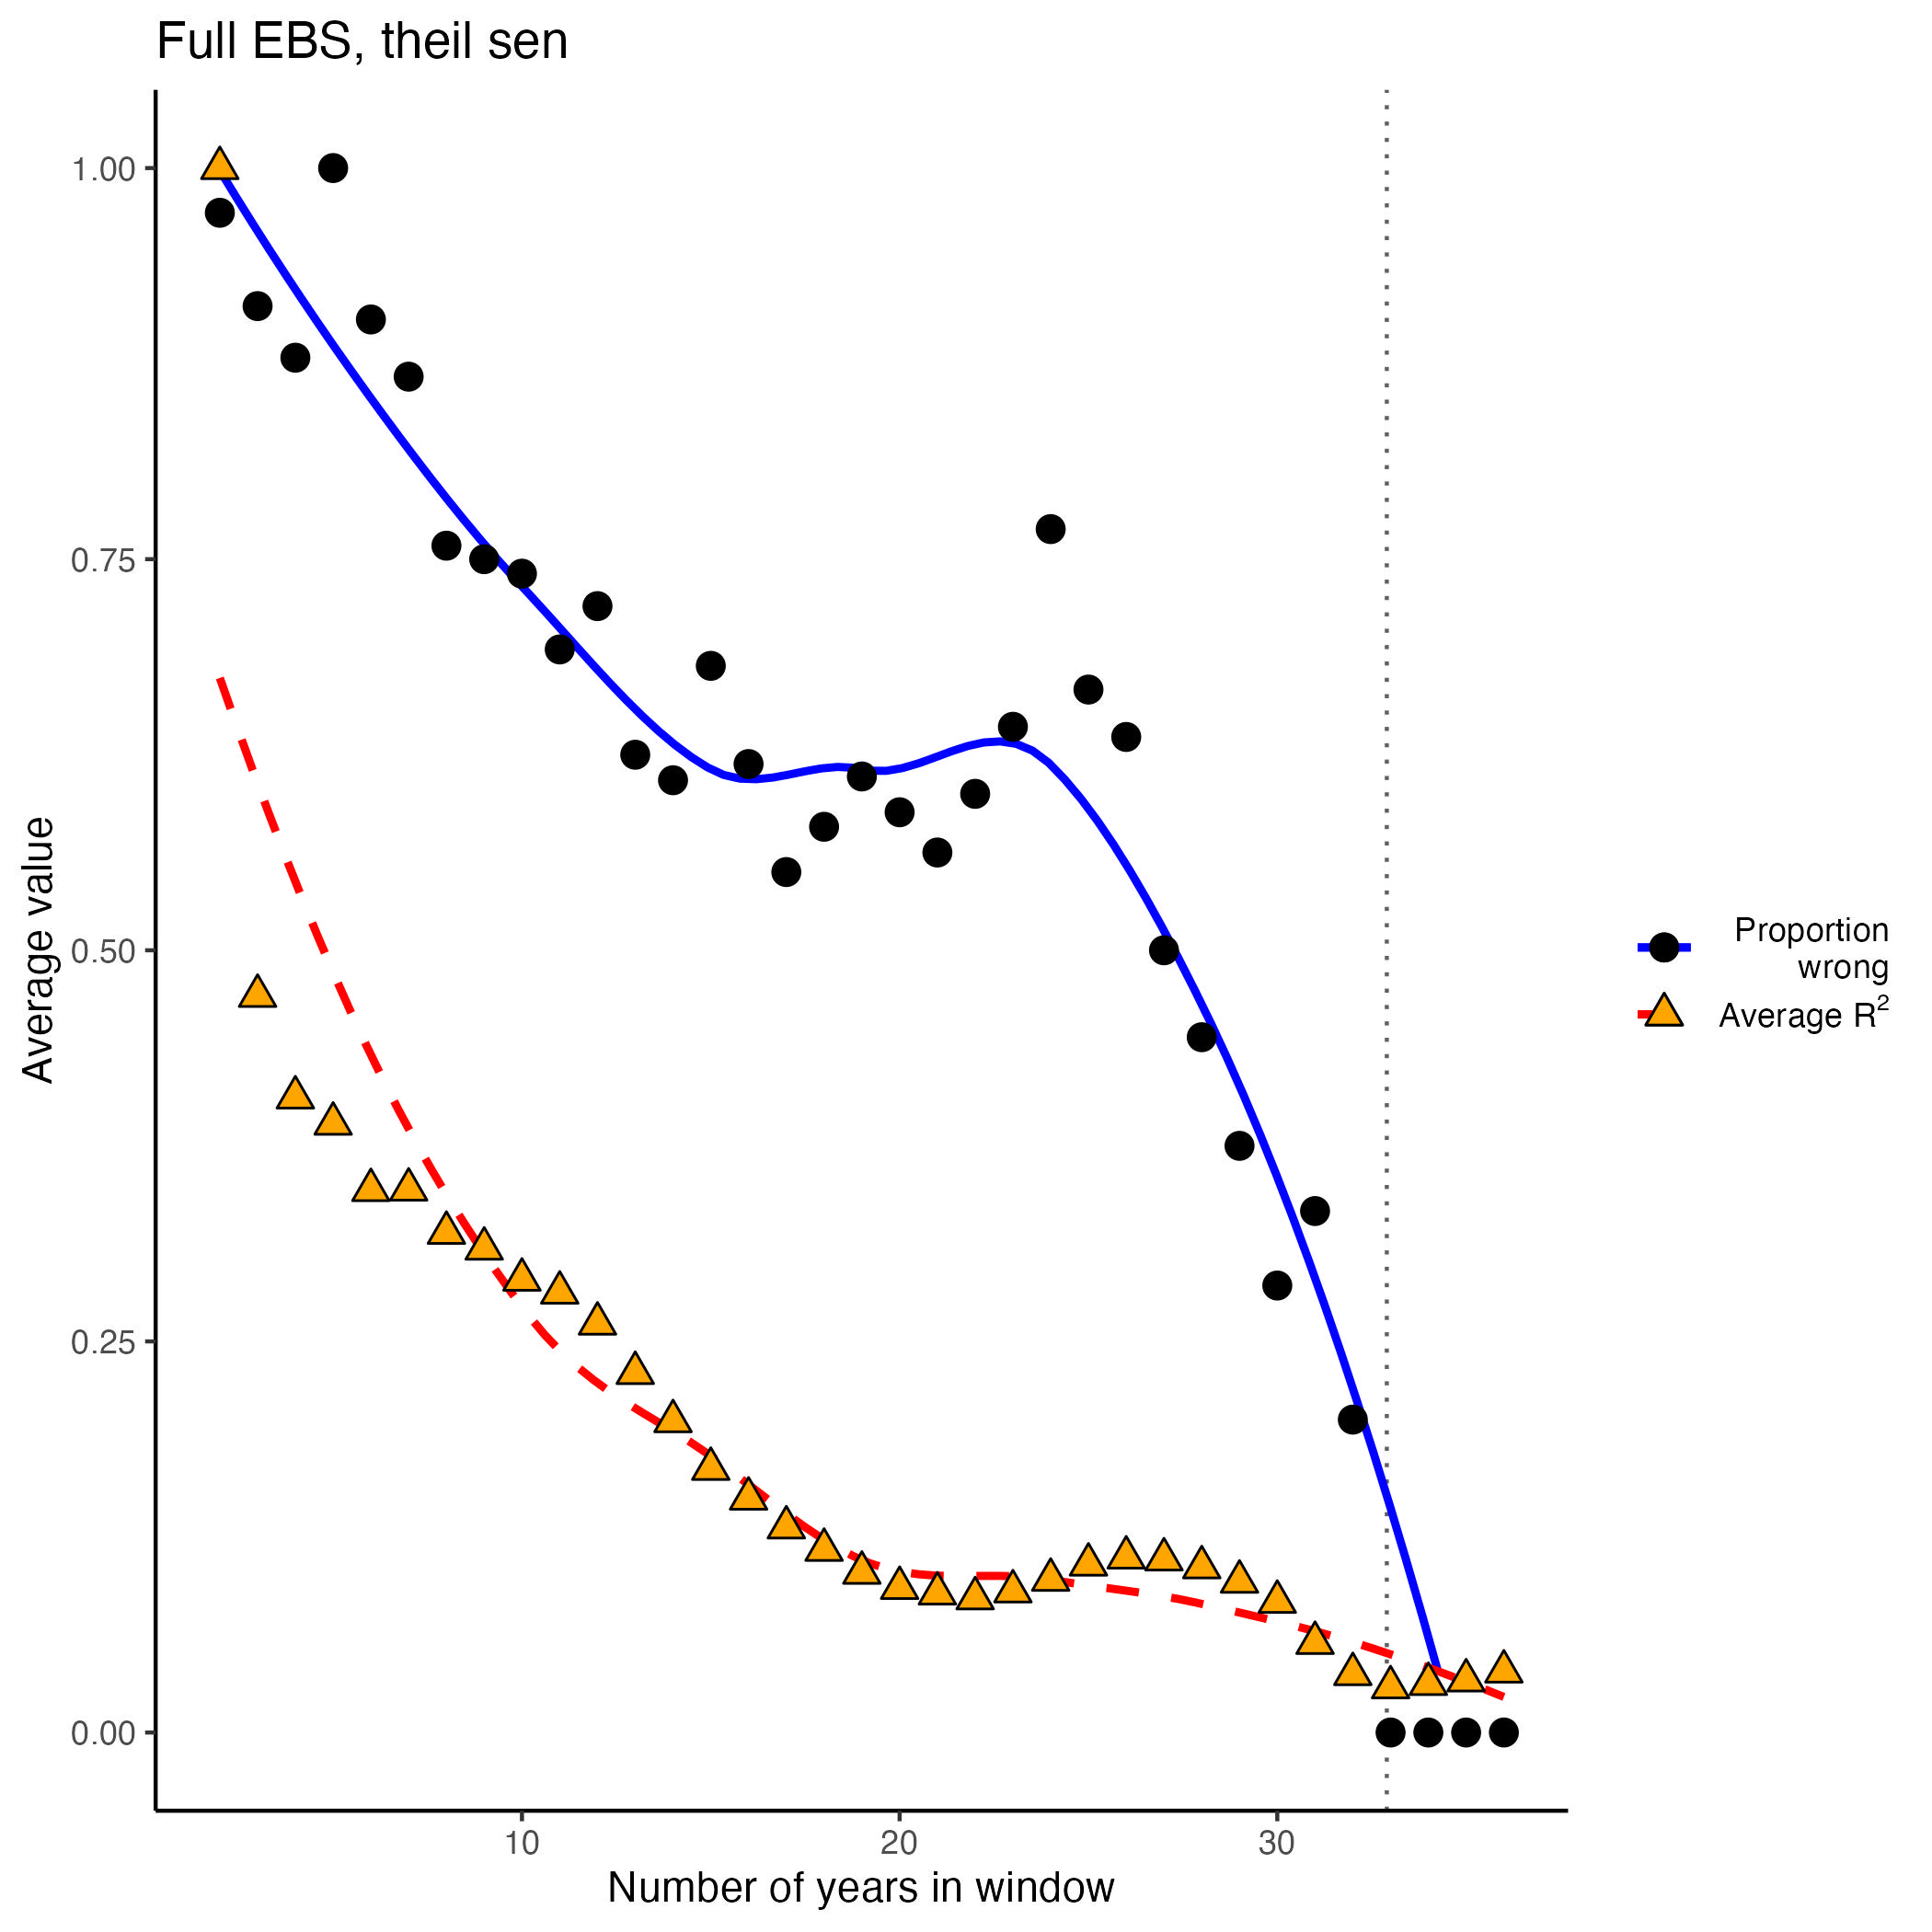 Full EBS, theil sen
Average value
1.00
0.75
0.50
0.25
0.00
10 20 30
Number of years in window
Proportion
wrong
Average R²